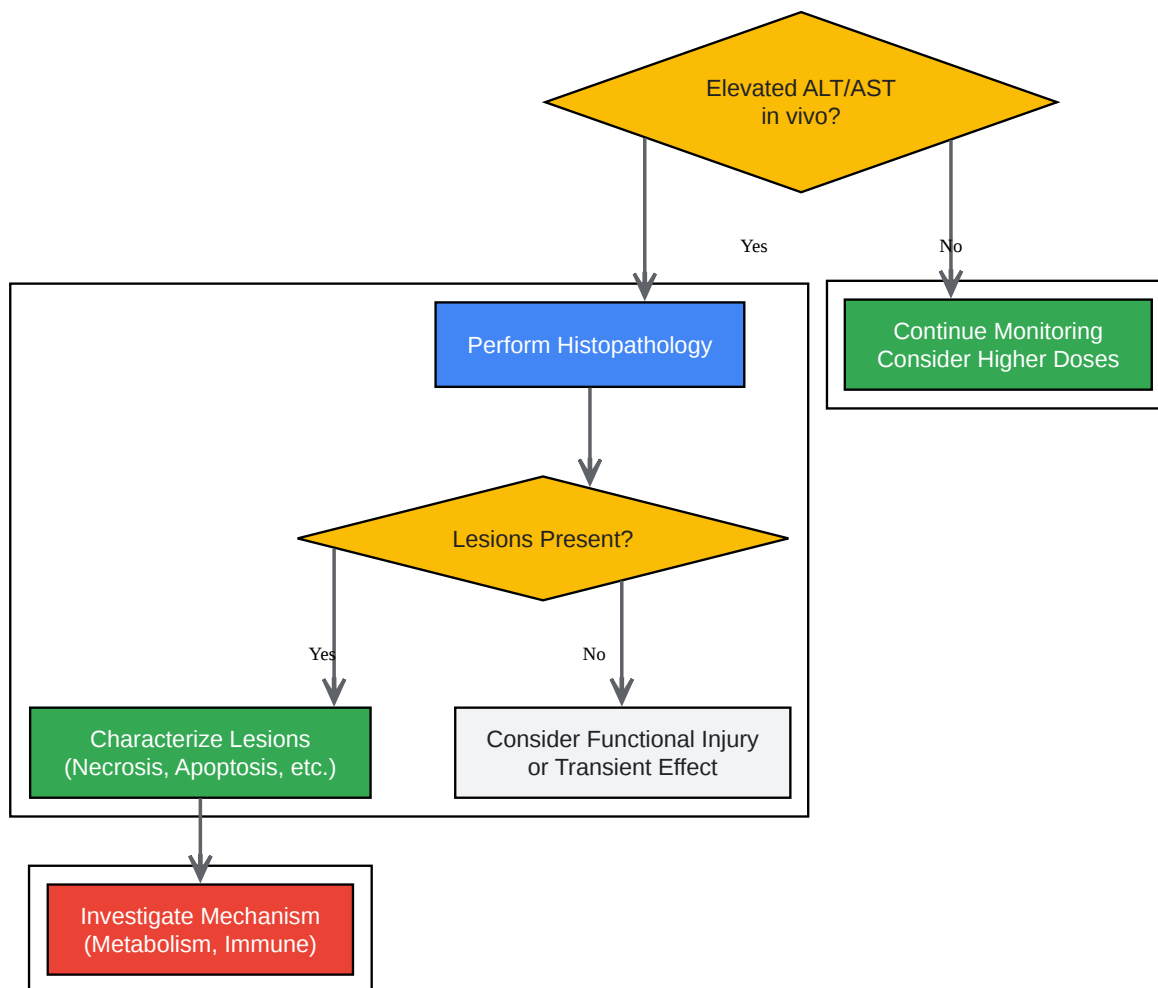 Elevated ALT/AST
in vivo?
Yes
No
Perform Histopathology
Continue Monitoring
Consider Higher Doses
Lesions Present?
Yes
No
Characterize Lesions
(Necrosis, Apoptosis, etc.)
Consider Functional Injury
or Transient Effect
Investigate Mechanism
(Metabolism, Immune)